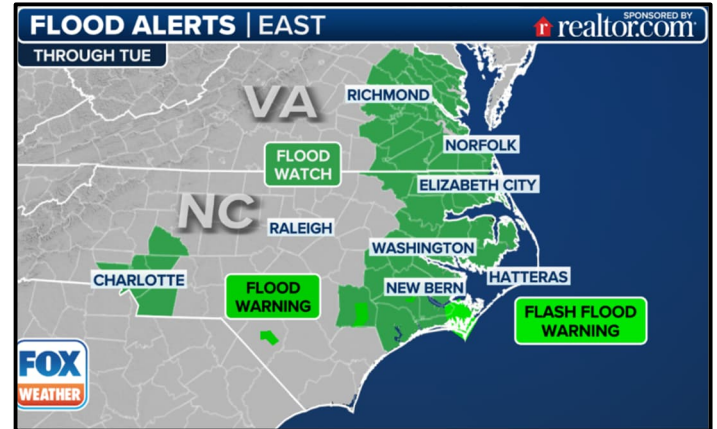 FLOOD ALERTS | EAST
SPONSORED BY
realtor.com
THROUGH TUE
VA
RICHMOND
NORFOLK
FLOOD
WATCH
ELIZABETH CITY
NC
RALEIGH
WASHINGTON
CHARLOTTE
HATTERAS
NEW BERN
FLOOD
WARNING
FLASH FLOOD
WARNING
FOX
WEATHER